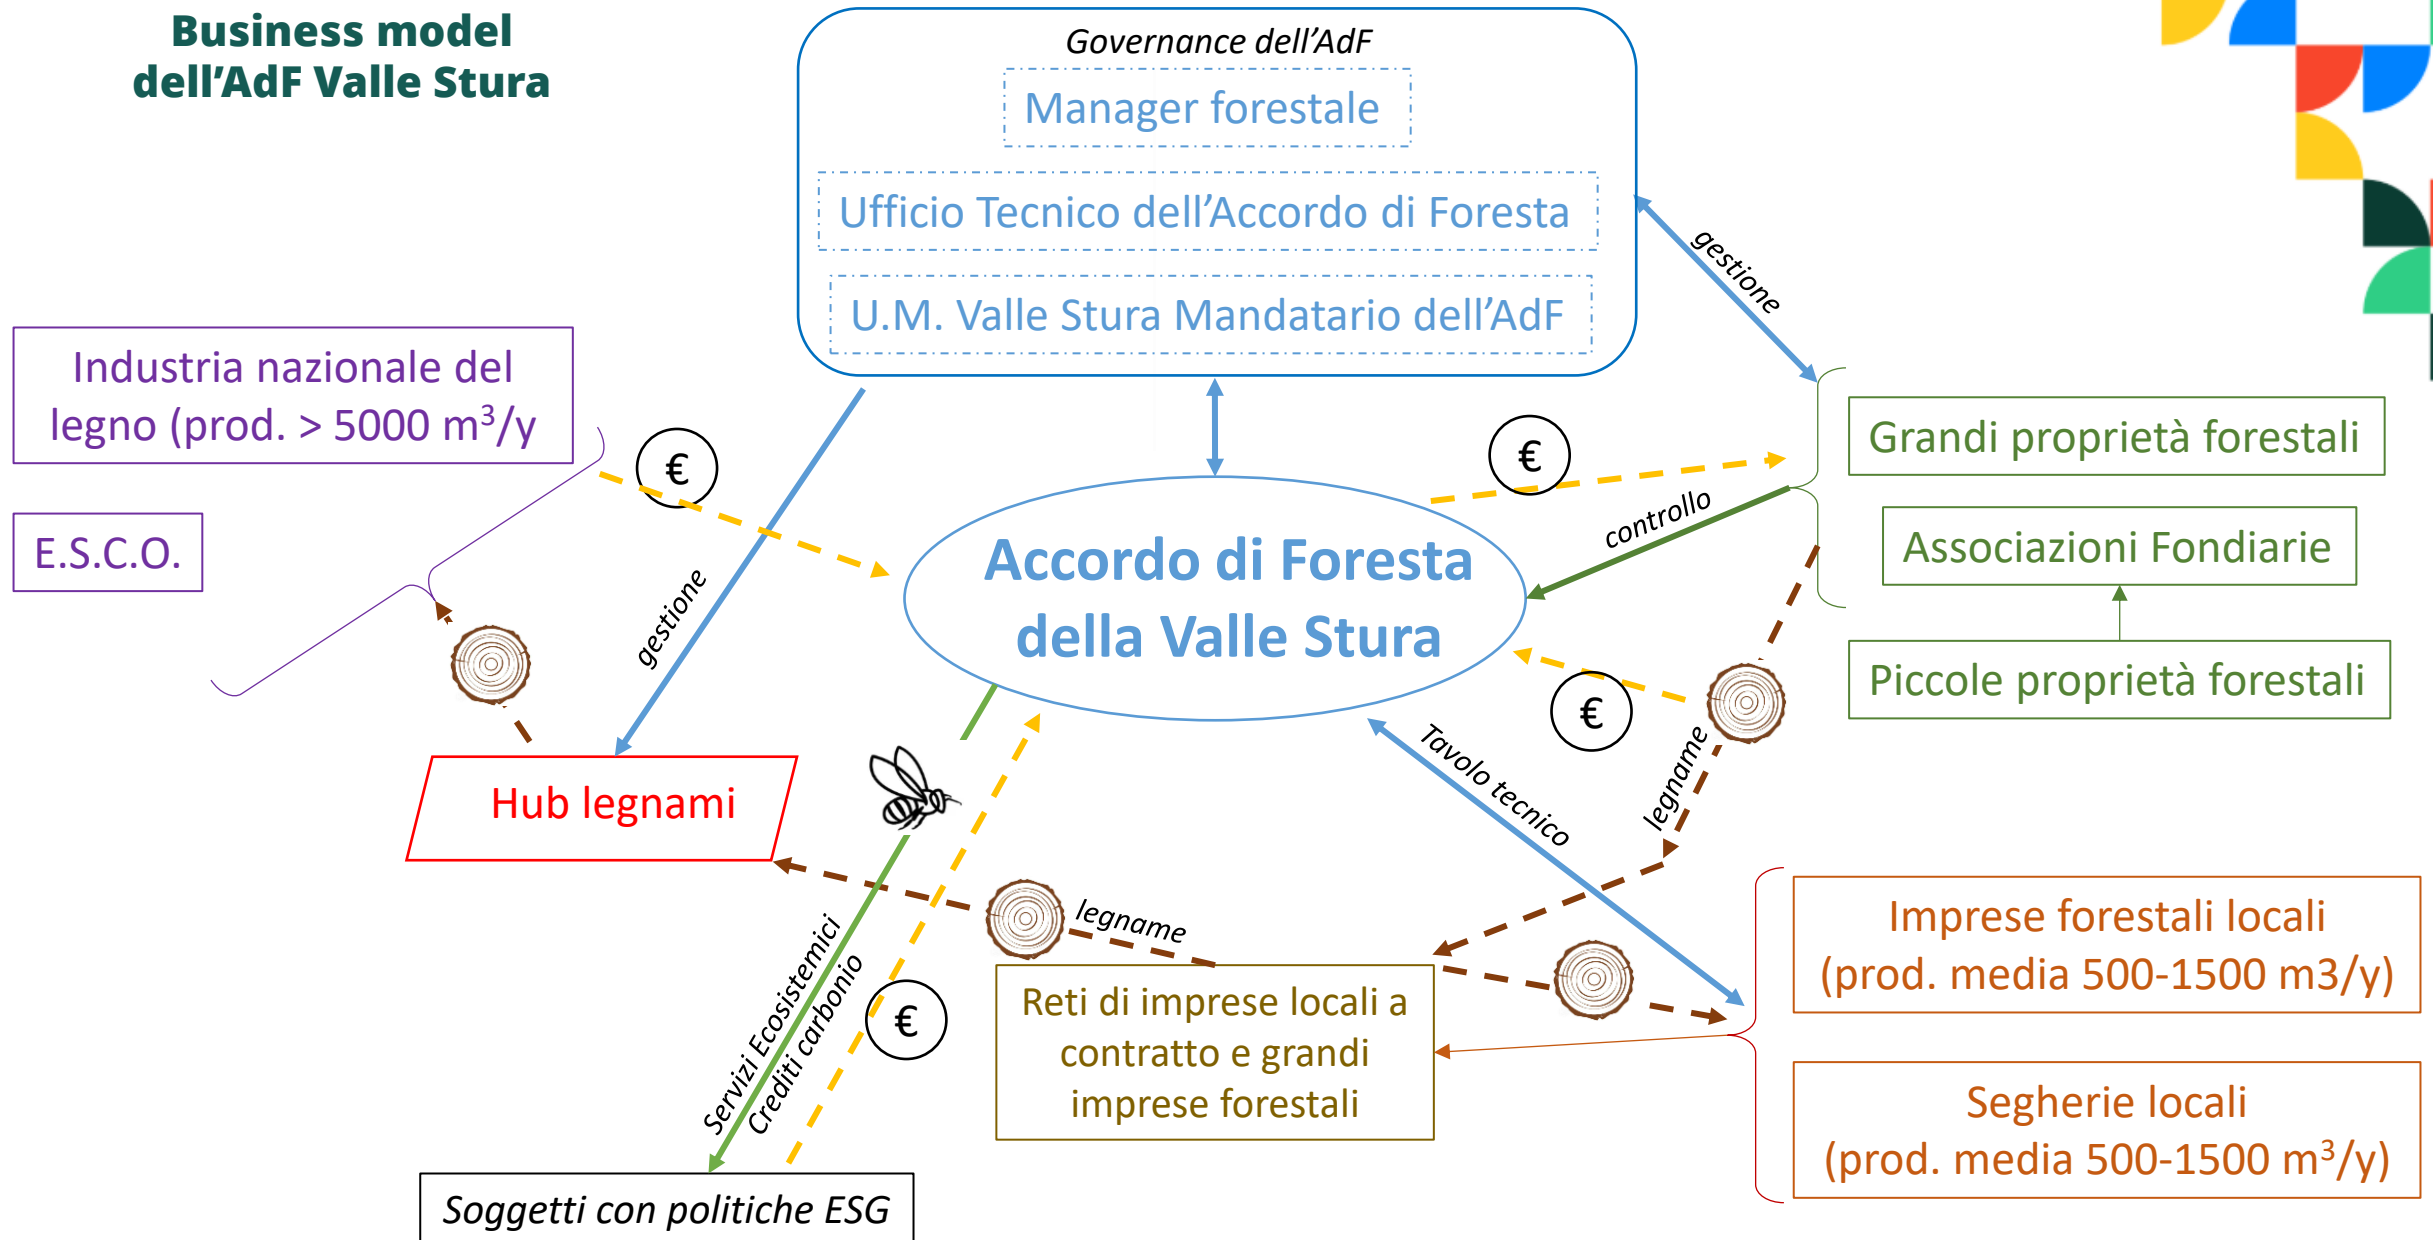 Business model
dell'AdF Valle Stura
Governance dell'AdF
Manager forestale
Ufficio Tecnico dell'Accordo di Foresta
U.M. Valle Stura Mandatario dell'AdF
gestione
Industria nazionale del
legno (prod. > 5000 m³/y
E.S.C.O.
€
gestione
€
controllo
Grandi proprietà forestali
Associazioni Fondiarie
Piccole proprietà forestali
Accordo di Foresta
della Valle Stura
€
legname
Tavolo tecnico
Hub legnami
legname
Servizi Ecosistemici
Crediti carbonio
€
Reti di imprese locali a
contratto e grandi
imprese forestali
Imprese forestali locali
(prod. media 500-1500 m3/y)
Segherie locali
(prod. media 500-1500 m³/y)
Soggetti con politiche ESG